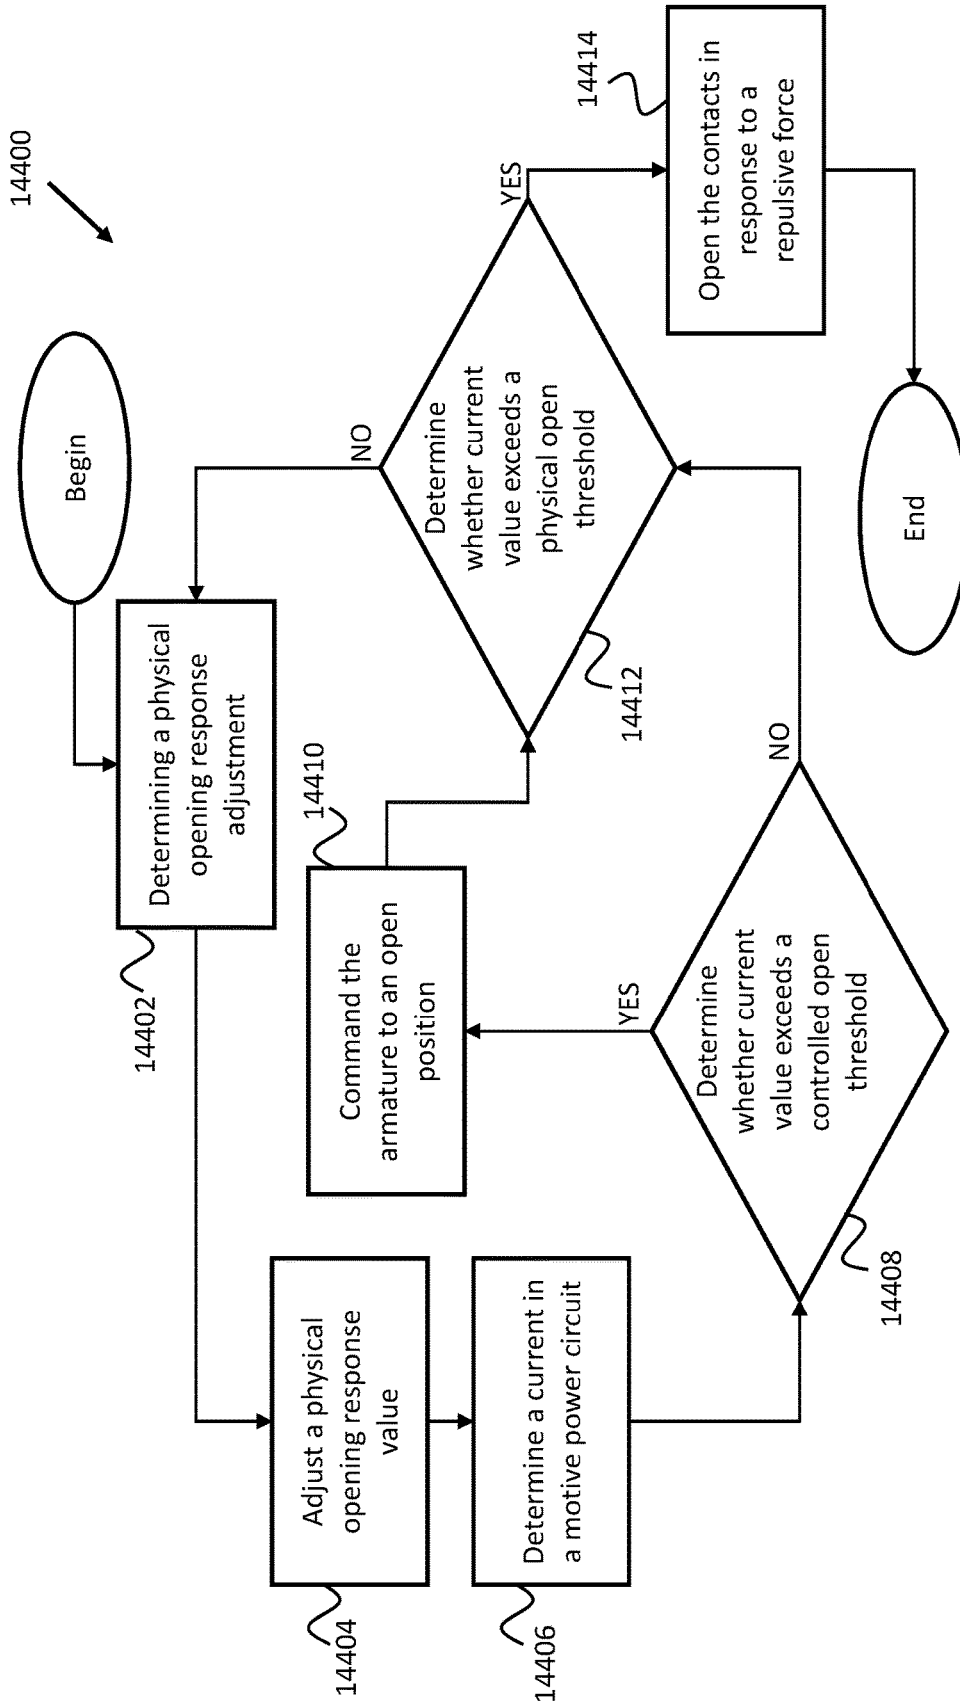 14400
Begin
Determining a physical
opening response
adjustment
14402
Adjust a physical
opening response
value
14404
Determine a current in
a motive power circuit
14406
Determine
whether current
value exceeds a
controlled open
threshold
14408
YES
NO
Command the
armature to an open
position
14410
Determine
whether current
value exceeds a
physical open
threshold
14412
NO
YES
Open the contacts in
response to a
repulsive force
14414
End